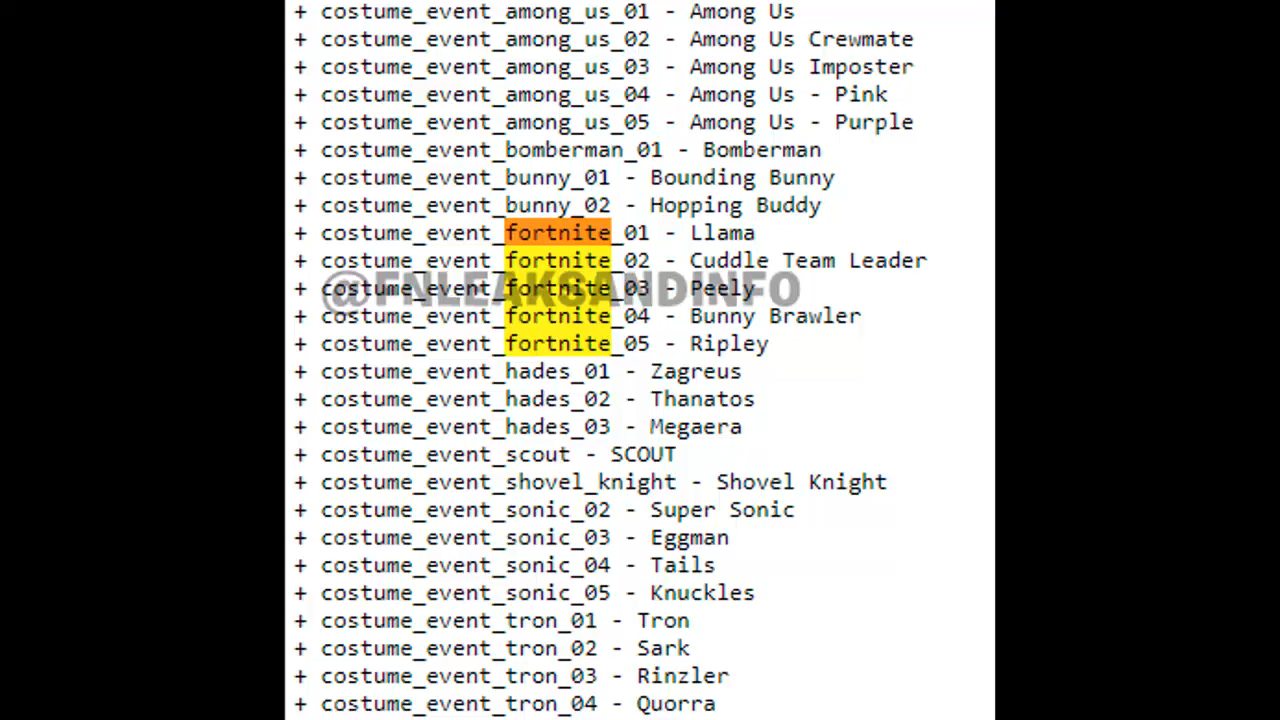 + costume_event_among_us_01 - Among Us
+ costume_event_among_us_02 - Among Us Crewmate
+ costume_event_among_us_03 - Among Us Imposter
+ costume_event_among_us_04 - Among Us - Pink
+ costume_event_among_us_05 - Among Us - Purple
+ costume_event_bomberman_01 - Bomberman
+ costume_event_bunny_01 - Bounding Bunny
+ costume_event_bunny_02 - Hopping Buddy
+ costume_event_fortnite_01 - Llama
+ costume_event_fortnite_02 - Cuddle Team Leader
@FNLEAKSANDINFO
+ costume_event_fortnite_03 - Peely
+ costume_event_fortnite_04 - Bunny Brawler
+ costume_event_fortnite_05 - Ripley
+ costume_event_hades_01 - Zagreus
+ costume_event_hades_02 - Thanatos
+ costume_event_hades_03 - Megaera
+ costume_event_scout - SCOUT
+ costume_event_shovel_knight - Shovel Knight
+ costume_event_sonic_02 - Super Sonic
+ costume_event_sonic_03 - Eggman
+ costume_event_sonic_04 - Tails
+ costume_event_sonic_05 - Knuckles
+ costume_event_tron_01 - Tron
+ costume_event_tron_02 - Sark
+ costume_event_tron_03 - Rinzler
+ costume_event_tron_04 - Quorra